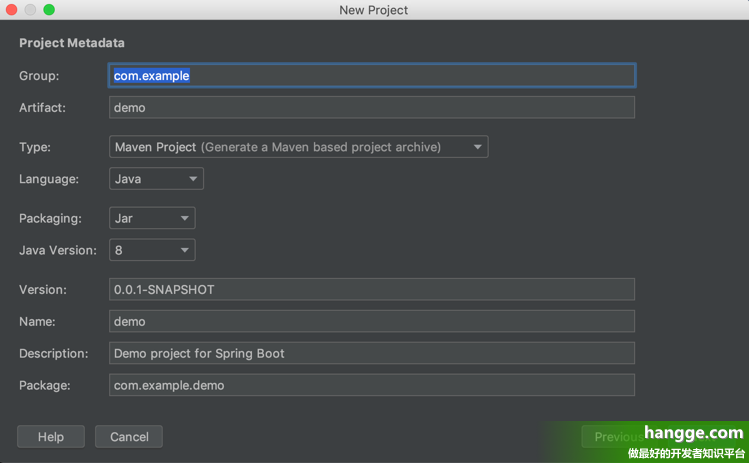 New Project
Project Metadata
Group: com.example
Artifact: demo
Type: Maven Project (Generate a Maven based project archive)
Language: Java
Packaging: Jar
Java Version: 8
Version: 0.0.1-SNAPSHOT
Name: demo
Description: Demo project for Spring Boot
Package: com.example.demo
Help Cancel Previous
hangge.com
做最好的开发者知识平台